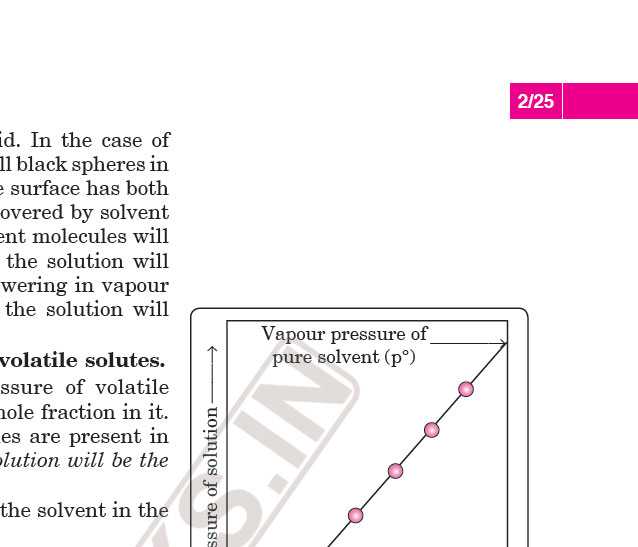 2/25
id. In the case of
ll black spheres in
e surface has both
overed by solvent
ent molecules will
the solution will
wering in vapour
the solution will
volatile solutes.
ssure of volatile
nole fraction in it.
es are present in
olution will be the
the solvent in the
Vapour pressure of
pure solvent (p°)
ssure of solution
KS.IN